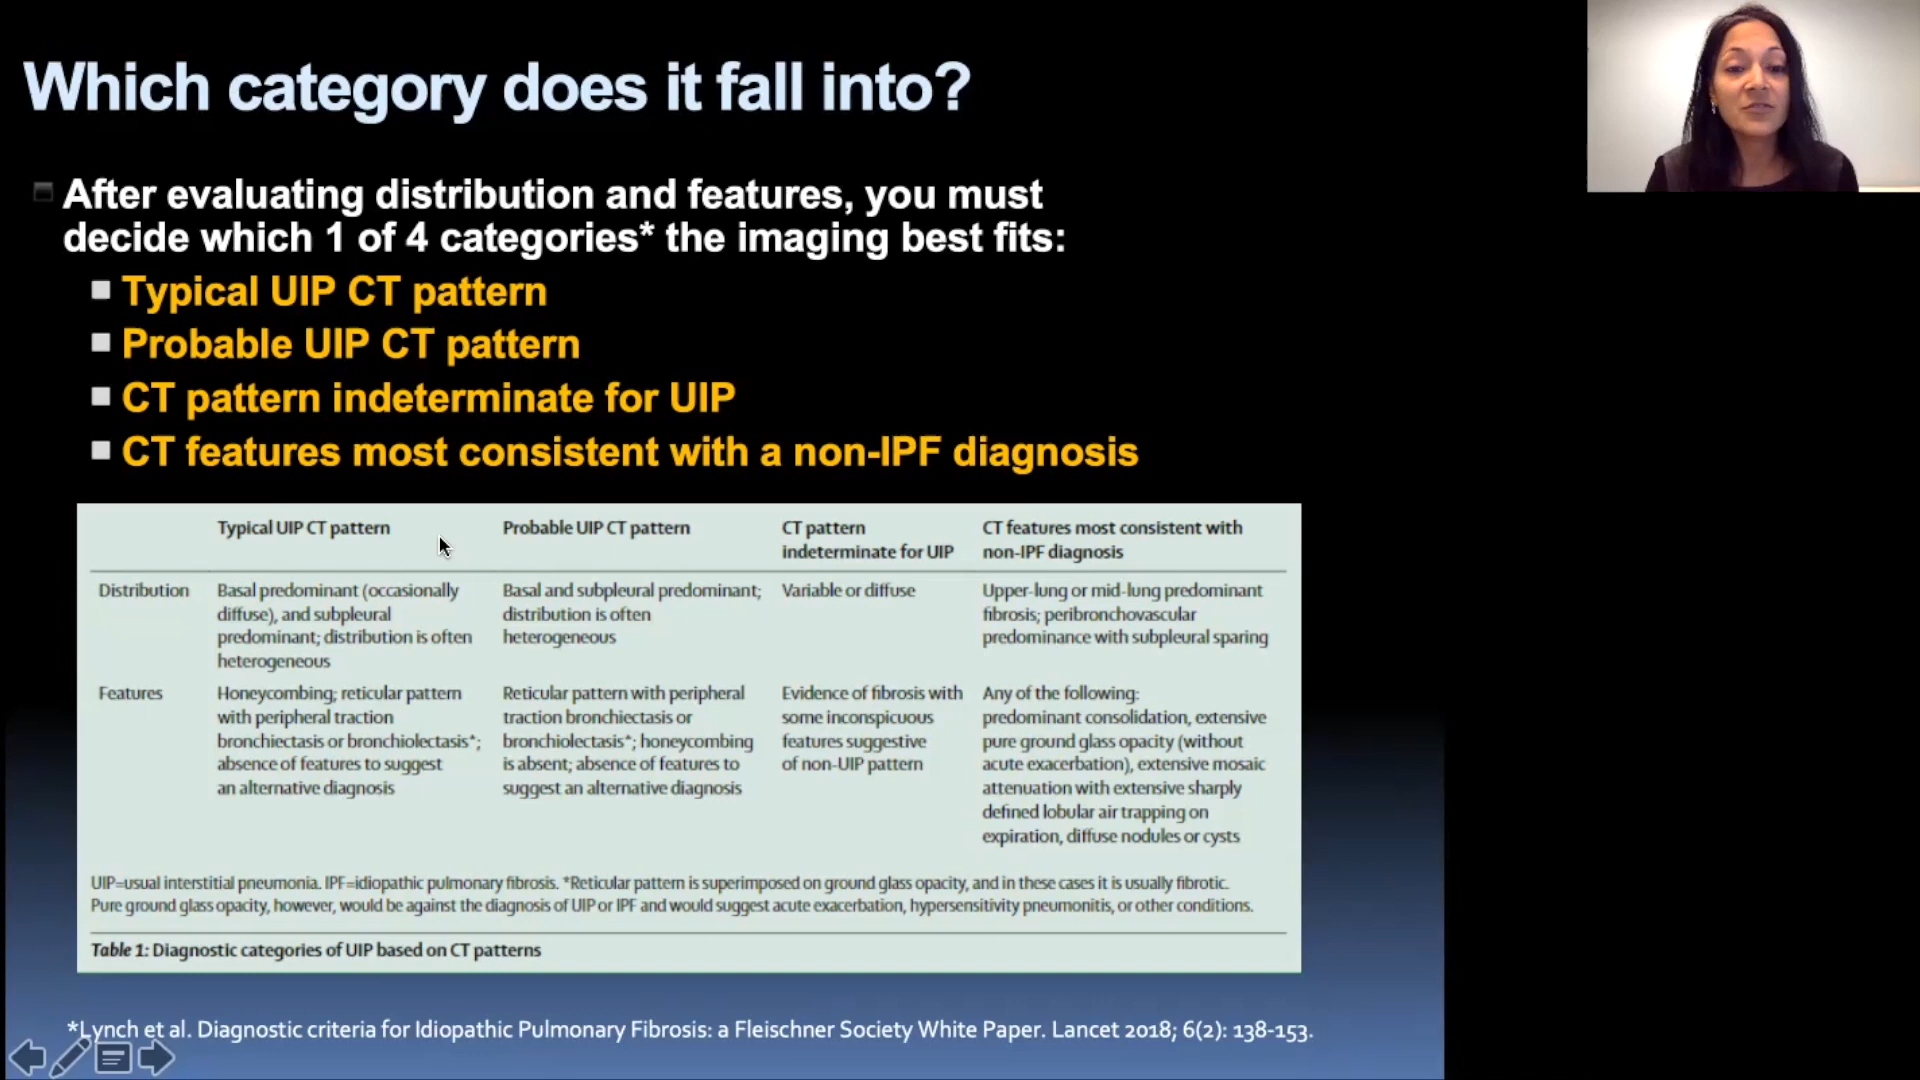 Which category does it fall into?
After evaluating distribution and features, you must
decide which 1 of 4 categories* the imaging best fits:
Typical UIP CT pattern
Probable UIP CT pattern
CT pattern indeterminate for UIP
CT features most consistent with a non-IPF diagnosis
Typical UIP CT pattern
Probable UIP CT pattern
CT pattern
indeterminate for UIP
CT features most consistent with
non-IPF diagnosis
Distribution
Basal predominant (occasionally
diffuse), and subpleural
predominant; distribution is often
heterogeneous
Basal and subpleural predominant;
distribution is often
heterogeneous
Variable or diffuse
Upper-lung or mid-lung predominant
fibrosis; peribronchovascular
predominance with subpleural sparing
Features
Honeycombing; reticular pattern
with peripheral traction
bronchiectasis or bronchiolectasis*;
absence of features to suggest
an alternative diagnosis
Reticular pattern with peripheral
traction bronchiectasis or
bronchiolectasis*; honeycombing
is absent; absence of features to
suggest an alternative diagnosis
Evidence of fibrosis with
some inconspicuous
features suggestive
of non-UIP pattern
Any of the following:
predominant consolidation, extensive
pure ground glass opacity (without
acute exacerbation), extensive mosaic
attenuation with extensive sharply
defined lobular air trapping on
expiration, diffuse nodules or cysts
UIP=usual interstitial pneumonia. IPF=idiopathic pulmonary fibrosis. *Reticular pattern is superimposed on ground glass opacity, and in these cases it is usually fibrotic.
Pure ground glass opacity, however, would be against the diagnosis of UIP or IPF and would suggest acute exacerbation, hypersensitivity pneumonitis, or other conditions.
Table 1: Diagnostic categories of UIP based on CT patterns
*Lynch et al. Diagnostic criteria for Idiopathic Pulmonary Fibrosis: a Fleischner Society White Paper. Lancet 2018; 6(2): 138-153.